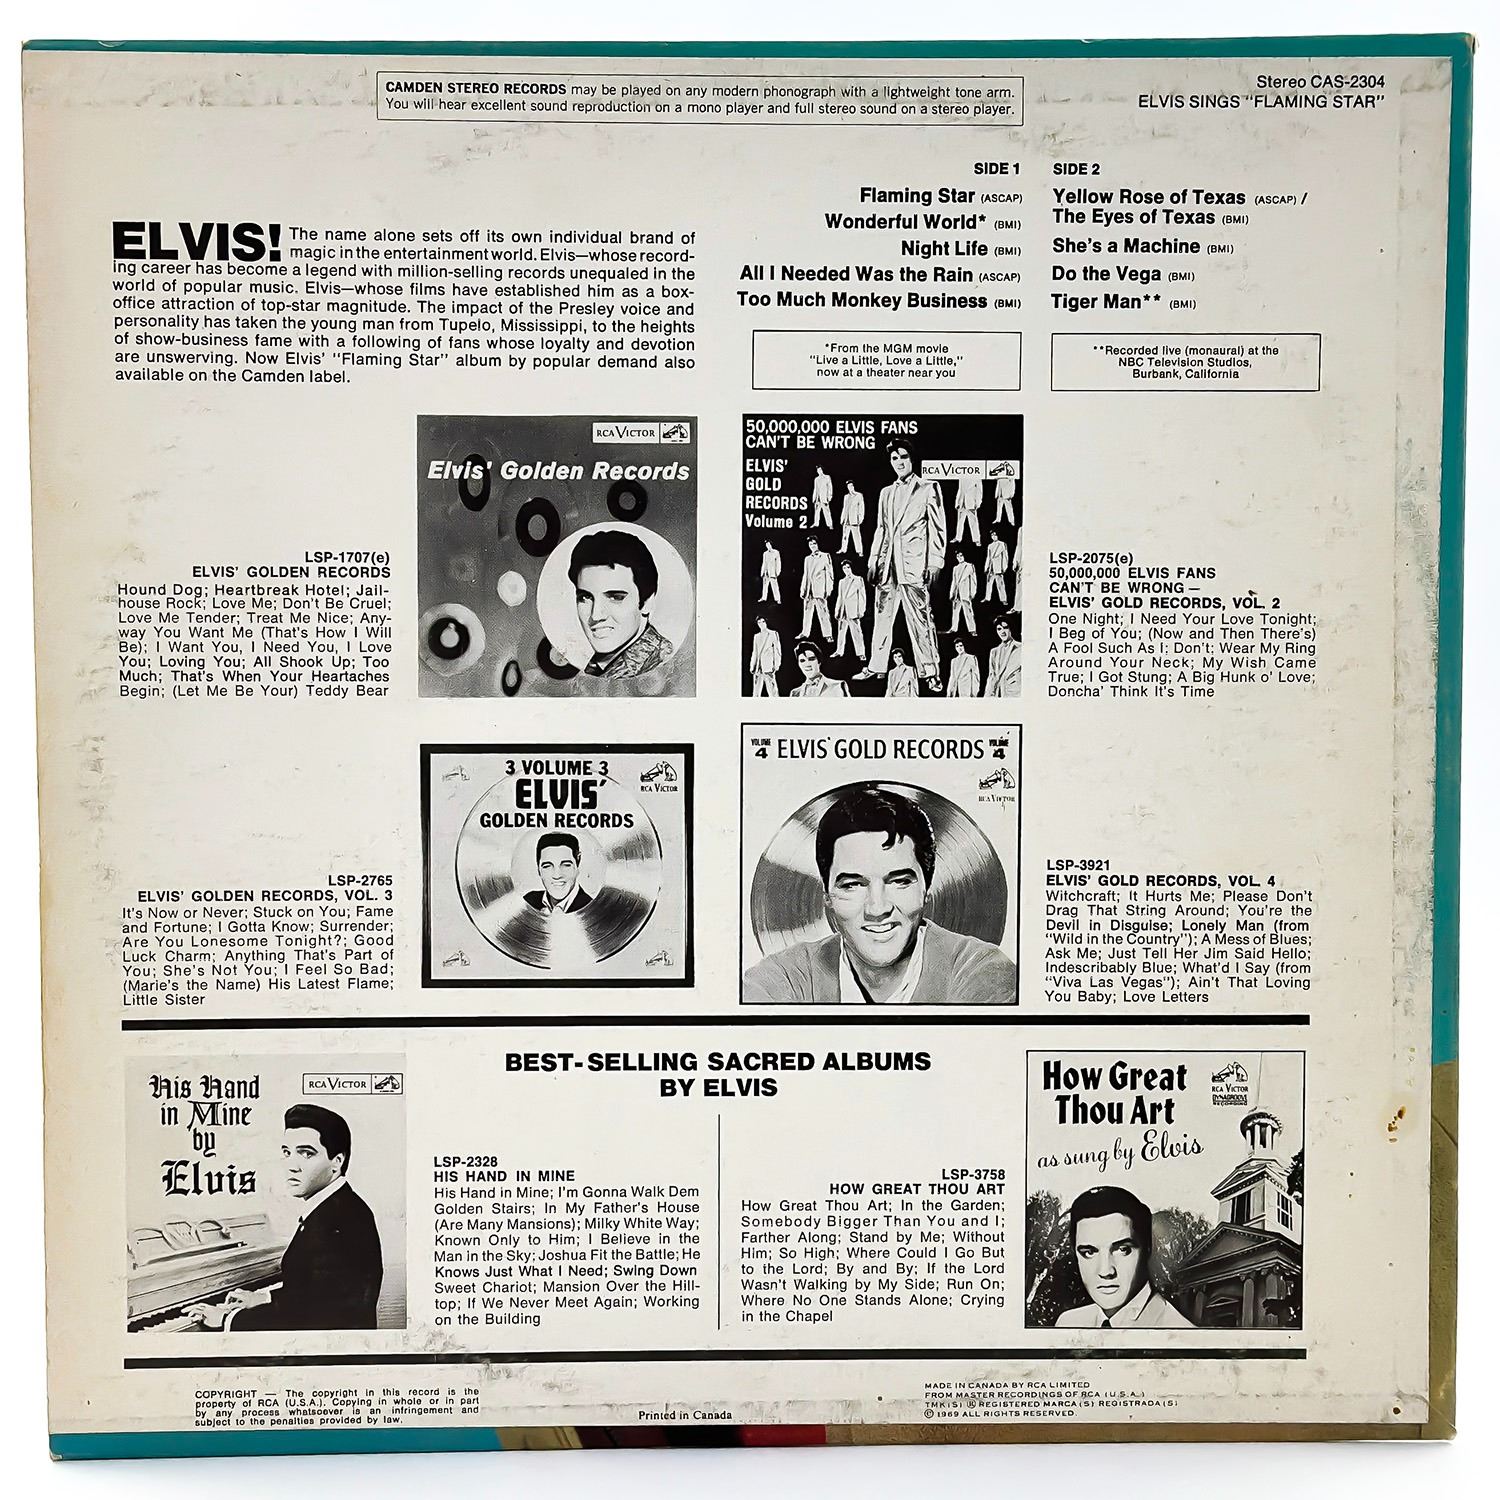 CAMDEN STEREO RECORDS may be played on any modern phonograph with a lightweight tone arm.
You will hear excellent sound reproduction on a mono player and full stereo sound on a stereo player.
Stereo CAS-2304
ELVIS SINGS "FLAMING STAR"
ELVIS! The name alone sets off its own individual brand of
magic in the entertainment world. Elvis—whose record-
ing career has become a legend with million-selling records unequaled in the
world of popular music. Elvis—whose films have established him as a box-
office attraction of top-star magnitude. The impact of the Presley voice and
personality has taken the young man from Tupelo, Mississippi, to the heights
of show-business fame with a following of fans whose loyalty and devotion
are unswerving. Now Elvis' "Flaming Star" album by popular demand also
available on the Camden label.
SIDE 1
Flaming Star (ASCAP)
Wonderful World* (BMI)
Night Life (BMI)
All I Needed Was the Rain (ASCAP)
Too Much Monkey Business (BMI)
*From the MGM movie
"Live a Little, Love a Little,"
now at a theater near you
SIDE 2
Yellow Rose of Texas (ASCAP) /
The Eyes of Texas (BMI)
She's a Machine (BMI)
Do the Vega (BMI)
Tiger Man** (BMI)
**Recorded live (monaural) at the
NBC Television Studios,
Burbank, California
LSP-1707(e)
ELVIS' GOLDEN RECORDS
Hound Dog; Heartbreak Hotel; Jail-
house Rock; Love Me; Don't Be Cruel;
Love Me Tender; Treat Me Nice; Any-
way You Want Me (That's How I Will
Be); I Want You, I Need You, I Love
You; Loving You; All Shook Up; Too
Much; That's When Your Heartaches
Begin; (Let Me Be Your) Teddy Bear
RCA VICTOR
Elvis' Golden Records
50,000,000 ELVIS FANS
CAN'T BE WRONG
ELVIS'
GOLD
RECORDS
Volume 2
RCA VICTOR
LSP-2075(e)
50,000,000 ELVIS FANS
CAN'T BE WRONG—
ELVIS' GOLD RECORDS, VOL. 2
One Night; I Need Your Love Tonight;
I Beg of You; (Now and Then There's)
A Fool Such As I; Don't; Wear My Ring
Around Your Neck; My Wish Came
True; I Got Stung; A Big Hunk o' Love;
Doncha' Think It's Time
LSP-2765
ELVIS' GOLDEN RECORDS, VOL. 3
It's Now or Never; Stuck on You; Fame
and Fortune; I Gotta Know; Surrender;
Are You Lonesome Tonight?; Good
Luck Charm; Anything That's Part of
You; She's Not You; I Feel So Bad;
(Marie's the Name) His Latest Flame;
Little Sister
3 VOLUME 3
ELVIS'
GOLDEN RECORDS
RCA VICTOR
VOLUME 4 ELVIS' GOLD RECORDS VOLUME 4
RCA VICTOR
LSP-3921
ELVIS' GOLD RECORDS, VOL. 4
Witchcraft; It Hurts Me; Please Don't
Drag That String Around; You're the
Devil in Disguise; Lonely Man (from
"Wild in the Country"); A Mess of Blues;
Ask Me; Just Tell Her Jim Said Hello;
Indescribably Blue; What'd I Say (from
"Viva Las Vegas"); Ain't That Loving
You Baby; Love Letters
His Hand
in Mine
by
Elvis
RCA VICTOR
BEST-SELLING SACRED ALBUMS
BY ELVIS
LSP-2328
HIS HAND IN MINE
His Hand in Mine; I'm Gonna Walk Dem
Golden Stairs; In My Father's House
(Are Many Mansions); Milky White Way;
Known Only to Him; I Believe in the
Man in the Sky; Joshua Fit the Battle; He
Knows Just What I Need; Swing Down
Sweet Chariot; Mansion Over the Hill-
top; If We Never Meet Again; Working
on the Building
LSP-3758
HOW GREAT THOU ART
How Great Thou Art; In the Garden;
Somebody Bigger Than You and I;
Farther Along; Stand by Me; Without
Him; So High; Where Could I Go But
to the Lord; By and By; If the Lord
Wasn't Walking by My Side; Run On;
Where No One Stands Alone; Crying
in the Chapel
How Great
Thou Art
as sung by Elvis
RCA VICTOR
DYNAGROOVE
RECORDING
COPYRIGHT — The copyright in this record is the
property of RCA (U.S.A.). Copying in whole or in part
by any process whatsoever is an infringement and
subject to the penalties provided by law.
Printed in Canada
MADE IN CANADA BY RCA LIMITED
FROM MASTER RECORDINGS OF RCA (U.S.A.)
TMK(S) ® REGISTERED MARCA(S) REGISTRADA(S)
© 1969 ALL RIGHTS RESERVED.